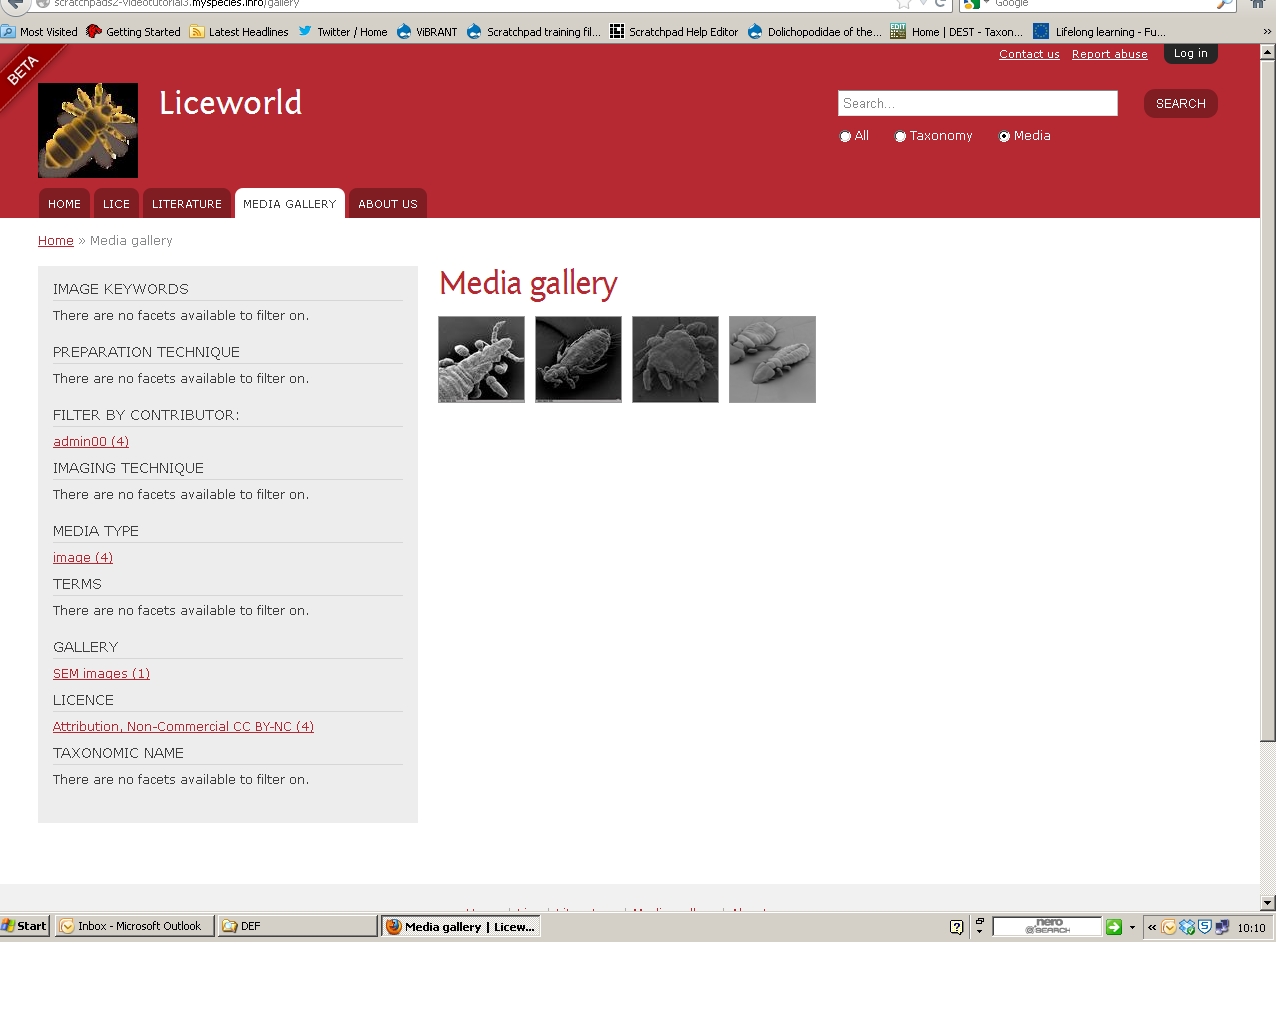 scratchpads2-videotutorial3.myspecies.info/gallery
Google
Most Visited Getting Started Latest Headlines Twitter / Home ViBRANT Scratchpad training fil... Scratchpad Help Editor Dolichopodidae of the... Home | DEST - Taxon... Lifelong learning - Fu... »
BETA
Contact us Report abuse Log in
Liceworld
Search... SEARCH
All Taxonomy Media
HOME LICE LITERATURE MEDIA GALLERY ABOUT US
Home » Media gallery
Media gallery
IMAGE KEYWORDS
There are no facets available to filter on.
PREPARATION TECHNIQUE
There are no facets available to filter on.
FILTER BY CONTRIBUTOR:
admin00 (4)
IMAGING TECHNIQUE
There are no facets available to filter on.
MEDIA TYPE
image (4)
TERMS
There are no facets available to filter on.
GALLERY
SEM images (1)
LICENCE
Attribution, Non-Commercial CC BY-NC (4)
TAXONOMIC NAME
There are no facets available to filter on.
Start Inbox - Microsoft Outlook DEF Media gallery | Licew... nero @SEARCH « 10:10